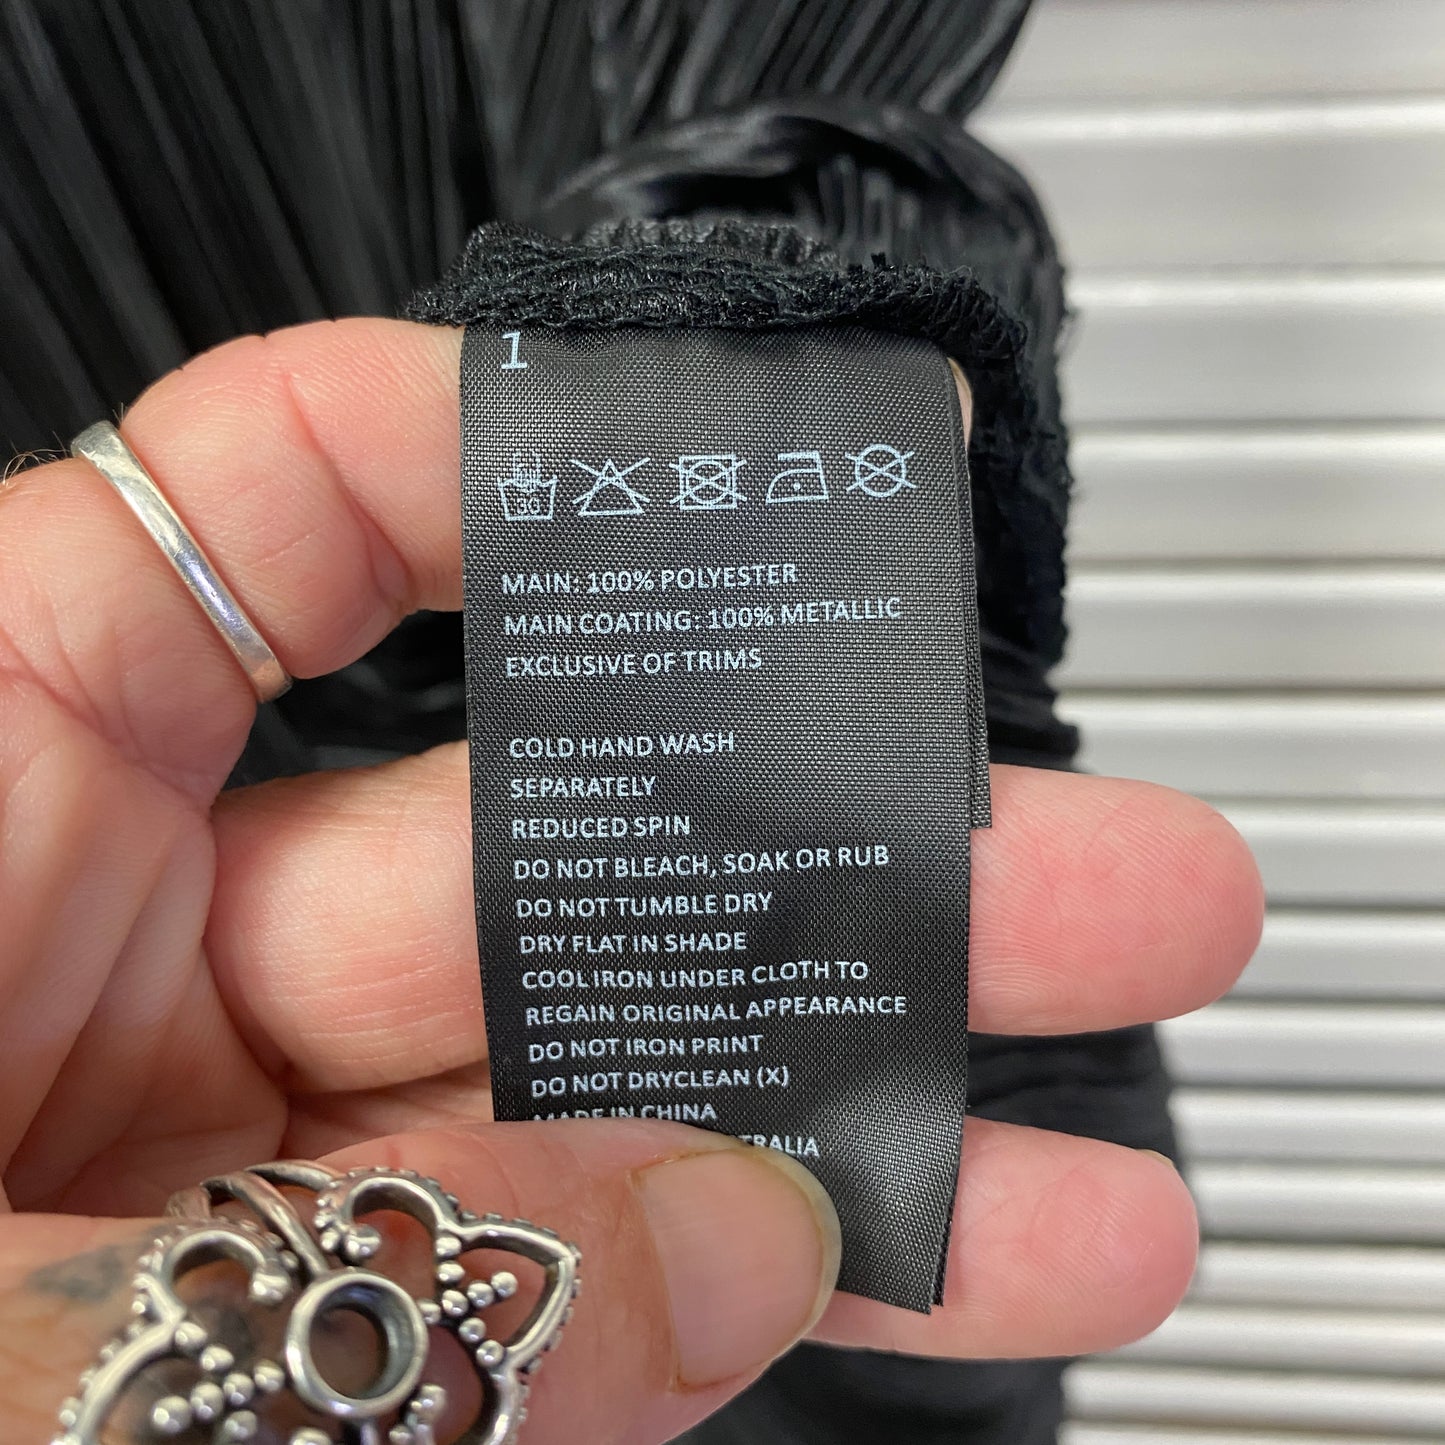 1
30
MAIN: 100% POLYESTER
MAIN COATING: 100% METALLIC
EXCLUSIVE OF TRIMS
COLD HAND WASH
SEPARATELY
REDUCED SPIN
DO NOT BLEACH, SOAK OR RUB
DO NOT TUMBLE DRY
DRY FLAT IN SHADE
COOL IRON UNDER CLOTH TO
REGAIN ORIGINAL APPEARANCE
DO NOT IRON PRINT
DO NOT DRYCLEAN (X)
MADE IN CHINA
TRALIA